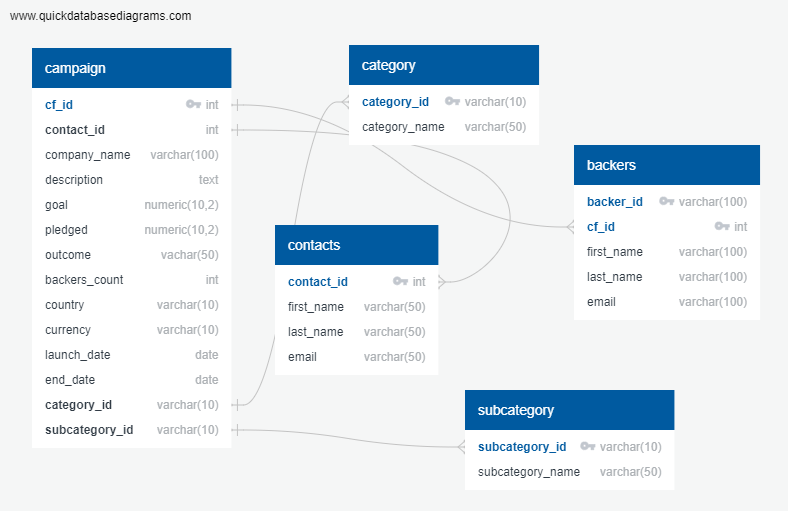 www.quickdatabasediagrams.com
campaign
cf_id int
contact_id int
company_name varchar(100)
description text
goal numeric(10,2)
pledged numeric(10,2)
outcome vachar(50)
backers_count int
country varchar(10)
currency varchar(10)
launch_date date
end_date date
category_id varchar(10)
subcategory_id varchar(10)
category
category_id varchar(10)
category_name varchar(50)
contacts
contact_id int
first_name varchar(50)
last_name varchar(50)
email varchar(50)
backers
backer_id varchar(100)
cf_id int
first_name varchar(100)
last_name varchar(100)
email varchar(100)
subcategory
subcategory_id varchar(10)
subcategory_name varchar(50)